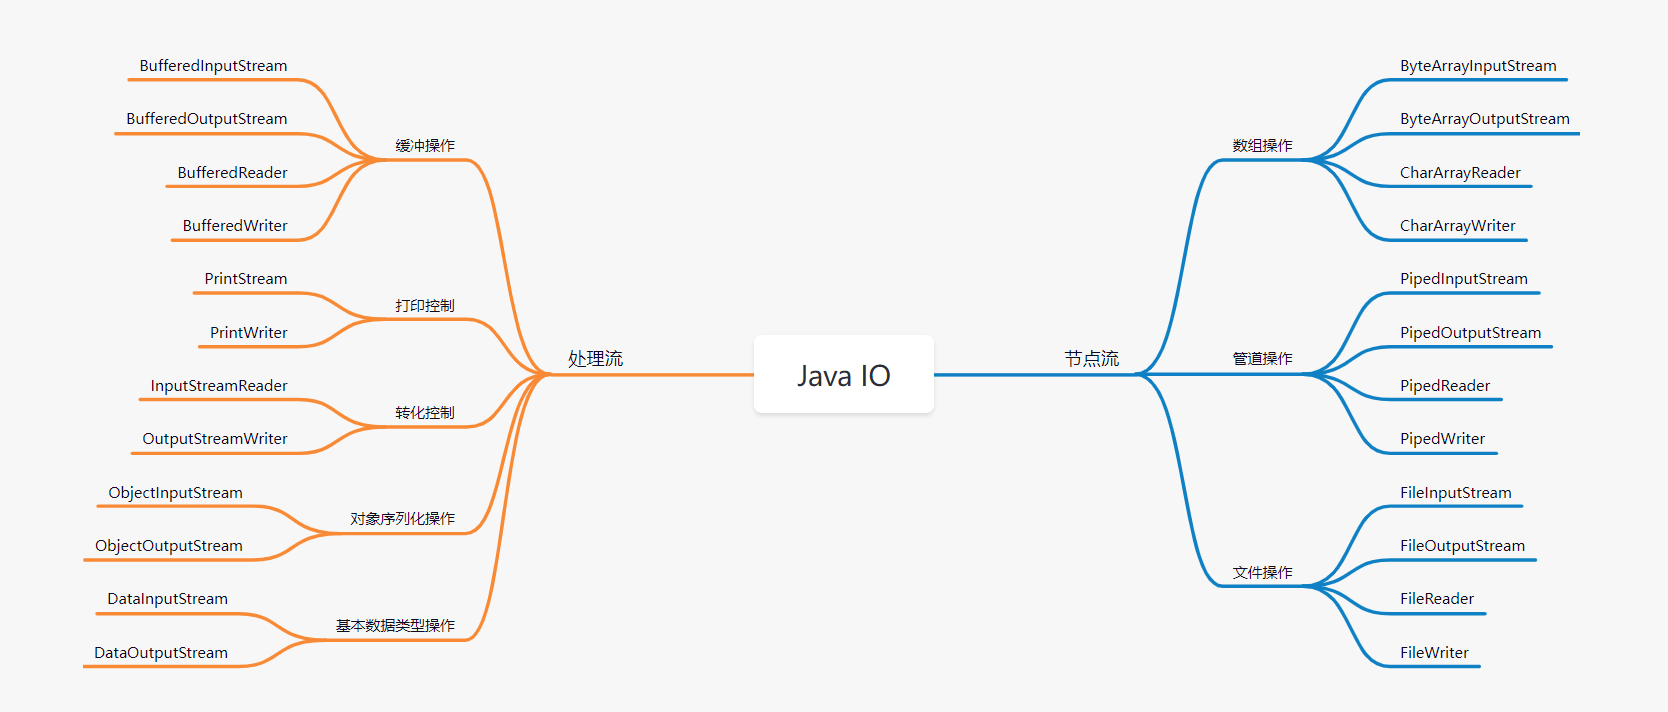 Java IO
处理流
缓冲操作
BufferedInputStream
BufferedOutputStream
BufferedReader
BufferedWriter
打印控制
PrintStream
PrintWriter
转化控制
InputStreamReader
OutputStreamWriter
对象序列化操作
ObjectInputStream
ObjectOutputStream
基本数据类型操作
DataInputStream
DataOutputStream
节点流
数组操作
ByteArrayInputStream
ByteArrayOutputStream
CharArrayReader
CharArrayWriter
管道操作
PipedInputStream
PipedOutputStream
PipedReader
PipedWriter
文件操作
FileInputStream
FileOutputStream
FileReader
FileWriter